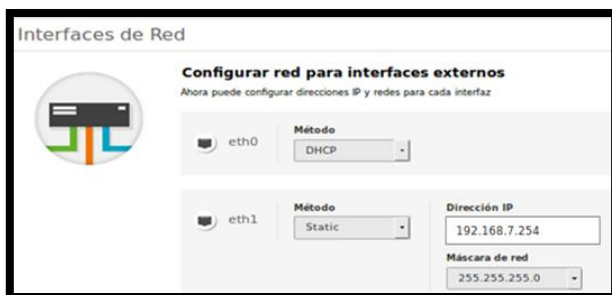 Interfaces de Red
Configurar red para interfaces externos
Ahora puede configurar direcciones IP y redes para cada interfaz
eth0
Método
DHCP
eth1
Método
Static
Dirección IP
192.168.7.254
Máscara de red
255.255.255.0